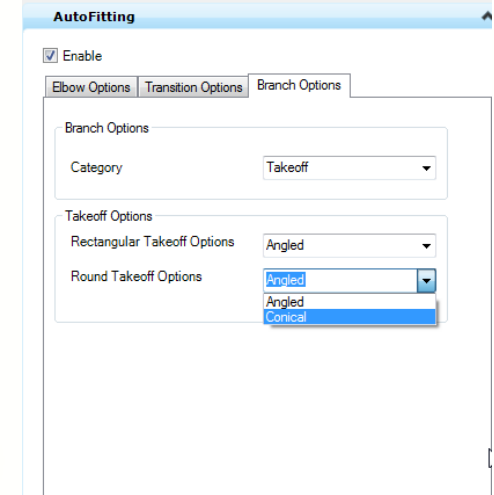 AutoFitting
Enable
Elbow Options Transition Options Branch Options
Branch Options
Category Takeoff
Takeoff Options
Rectangular Takeoff Options Angled
Round Takeoff Options Angled
Angled
Conical